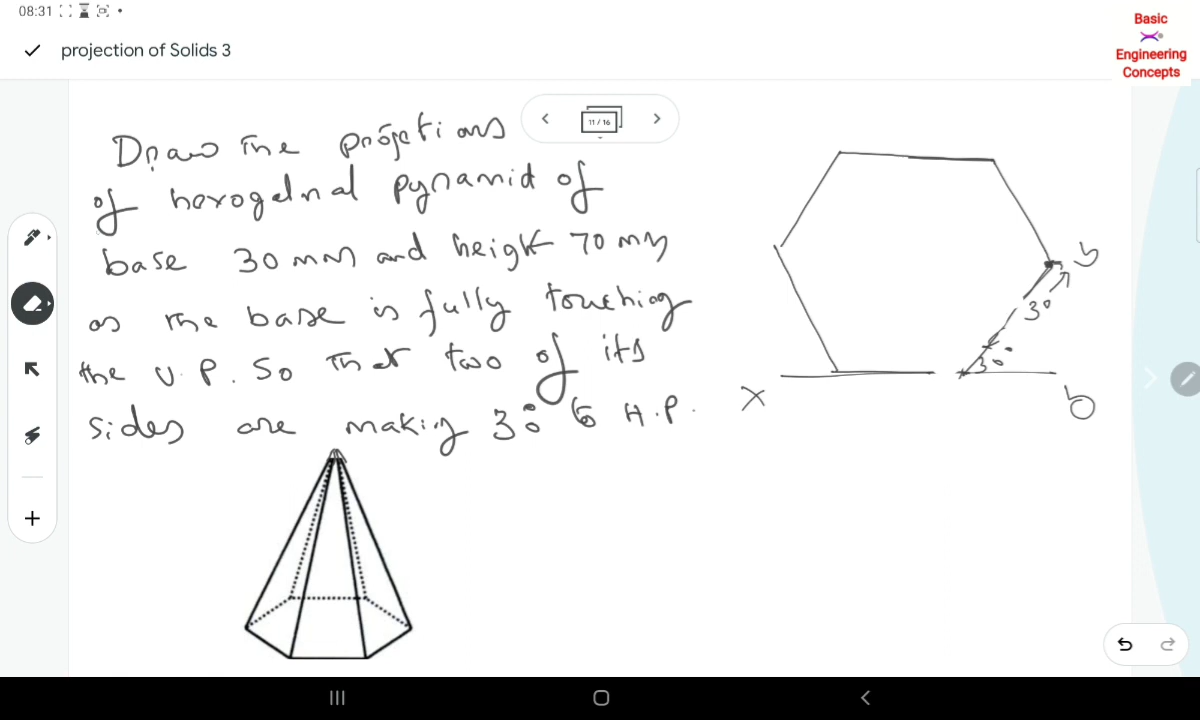 08:31
Basic
Engineering
Concepts
projection of Solids 3
11 / 16
Draw The projections
of hexogalnal pyramid of
base 30 mm and height 70 mm
as the base is fully touching
the V.P. So That two of its
sides are making 30° to H.P.
b
30
30°
X
b